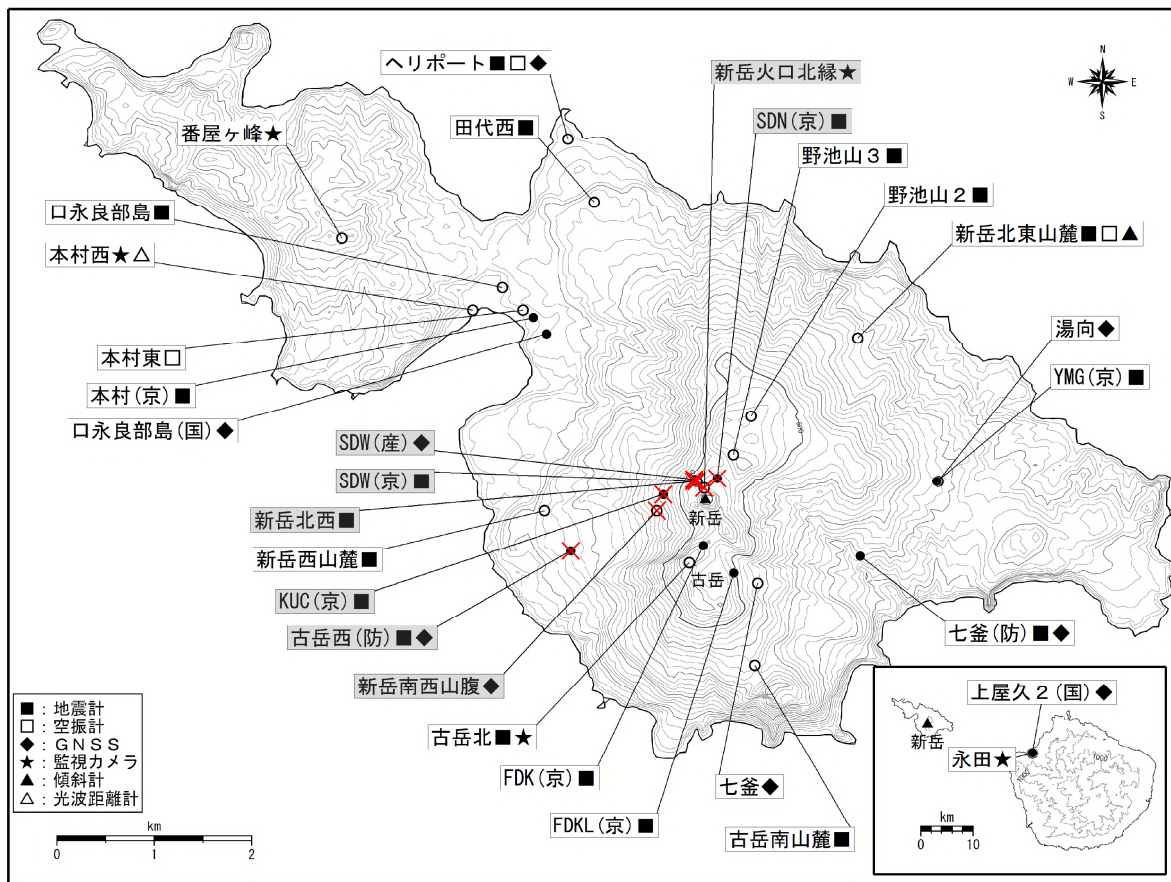 ヘリポート■□◆
新岳火口北縁★
N
W E
S
番屋ヶ峰★
田代西■
SDN(京)■
野池山3■
野池山2■
口永良部島■
新岳北東山麓■□▲
本村西★△
湯向◆
本村東□
YMG(京)■
本村(京)■
口永良部島(国)◆
SDW(産)◆
SDW(京)■
新岳北西■
新岳
新岳西山麓■
古岳
KUC(京)■
古岳西(防)■◆
七釜(防)■◆
新岳南西山腹◆
古岳北■★
FDK(京)■
七釜◆
FDKL(京)■
古岳南山麓■
■:地震計
□:空振計
◆:GNSS
★:監視カメラ
▲:傾斜計
△:光波距離計
km
0 1 2
上屋久2(国)◆
新岳
永田★
1000
1000
km
0 10